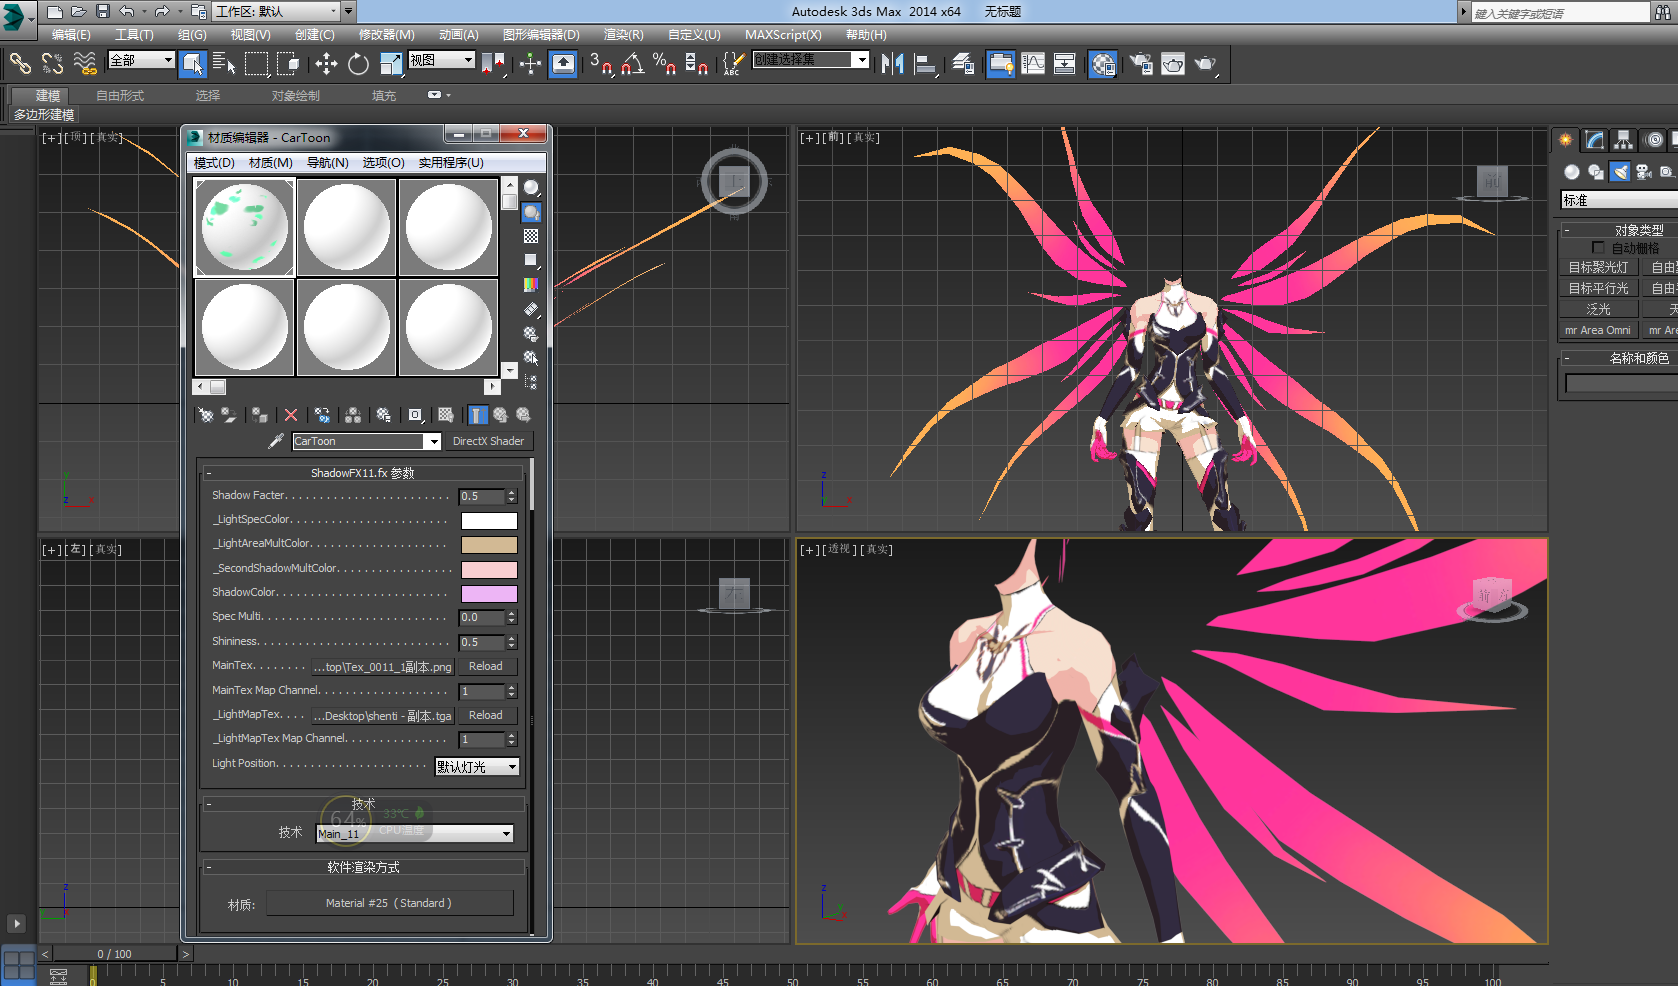 工作区: 默认
Autodesk 3ds Max 2014 x64 无标题
键入关键字或短语
编辑(E) 工具(T) 组(G) 视图(V) 创建(C) 修改器(M) 动画(A) 图形编辑器(D) 渲染(R) 自定义(U) MAXScript(X) 帮助(H)
全部
视图
3
%
ABC
创建选择集
建模 自由形式 选择 对象绘制 填充
多边形建模
[+][顶][真实]
[+][前][真实]
材质编辑器 - CarToon
模式(D) 材质(M) 导航(N) 选项(O) 实用程序(U)
CarToon
DirectX Shader
- ShadowFX11.fx 参数
Shadow Facter. . . . . . . . . . . . . . . . . . . . . . . . 0.5
_LightSpecColor. . . . . . . . . . . . . . . . . . . . . . .
_LightAreaMultColor. . . . . . . . . . . . . . . . . . . .
_SecondShadowMultColor. . . . . . . . . . . . . . . . .
ShadowColor. . . . . . . . . . . . . . . . . . . . . . . . .
Spec Multi. . . . . . . . . . . . . . . . . . . . . . . . . . . 0.0
Shininess. . . . . . . . . . . . . . . . . . . . . . . . . . . . 0.5
MainTex. . . . . . . . ...top\Tex_0011_1副本.png Reload
MainTex Map Channel. . . . . . . . . . . . . . . . . . . 1
_LightMapTex. . . . ...Desktop\shenti - 副本.tga Reload
_LightMapTex Map Channel. . . . . . . . . . . . . . . 1
Light Position. . . . . . . . . . . . . . . . . . . . . . 默认灯光
- 技术
技术 Main_11
64%
33℃
CPU温度
- 软件渲染方式
材质: Material #25 ( Standard )
[+][左][真实]
[+][透视][真实]
标准
- 对象类型
自动栅格
目标聚光灯 自由
目标平行光 自由
泛光
mr Area Omni mr Are
- 名称和颜色
上
前
左
z
x
y
< 0 / 100 >
0 5 10 15 20 25 30 35 40 45 50 55 60 65 70 75 80 85 90 95 100